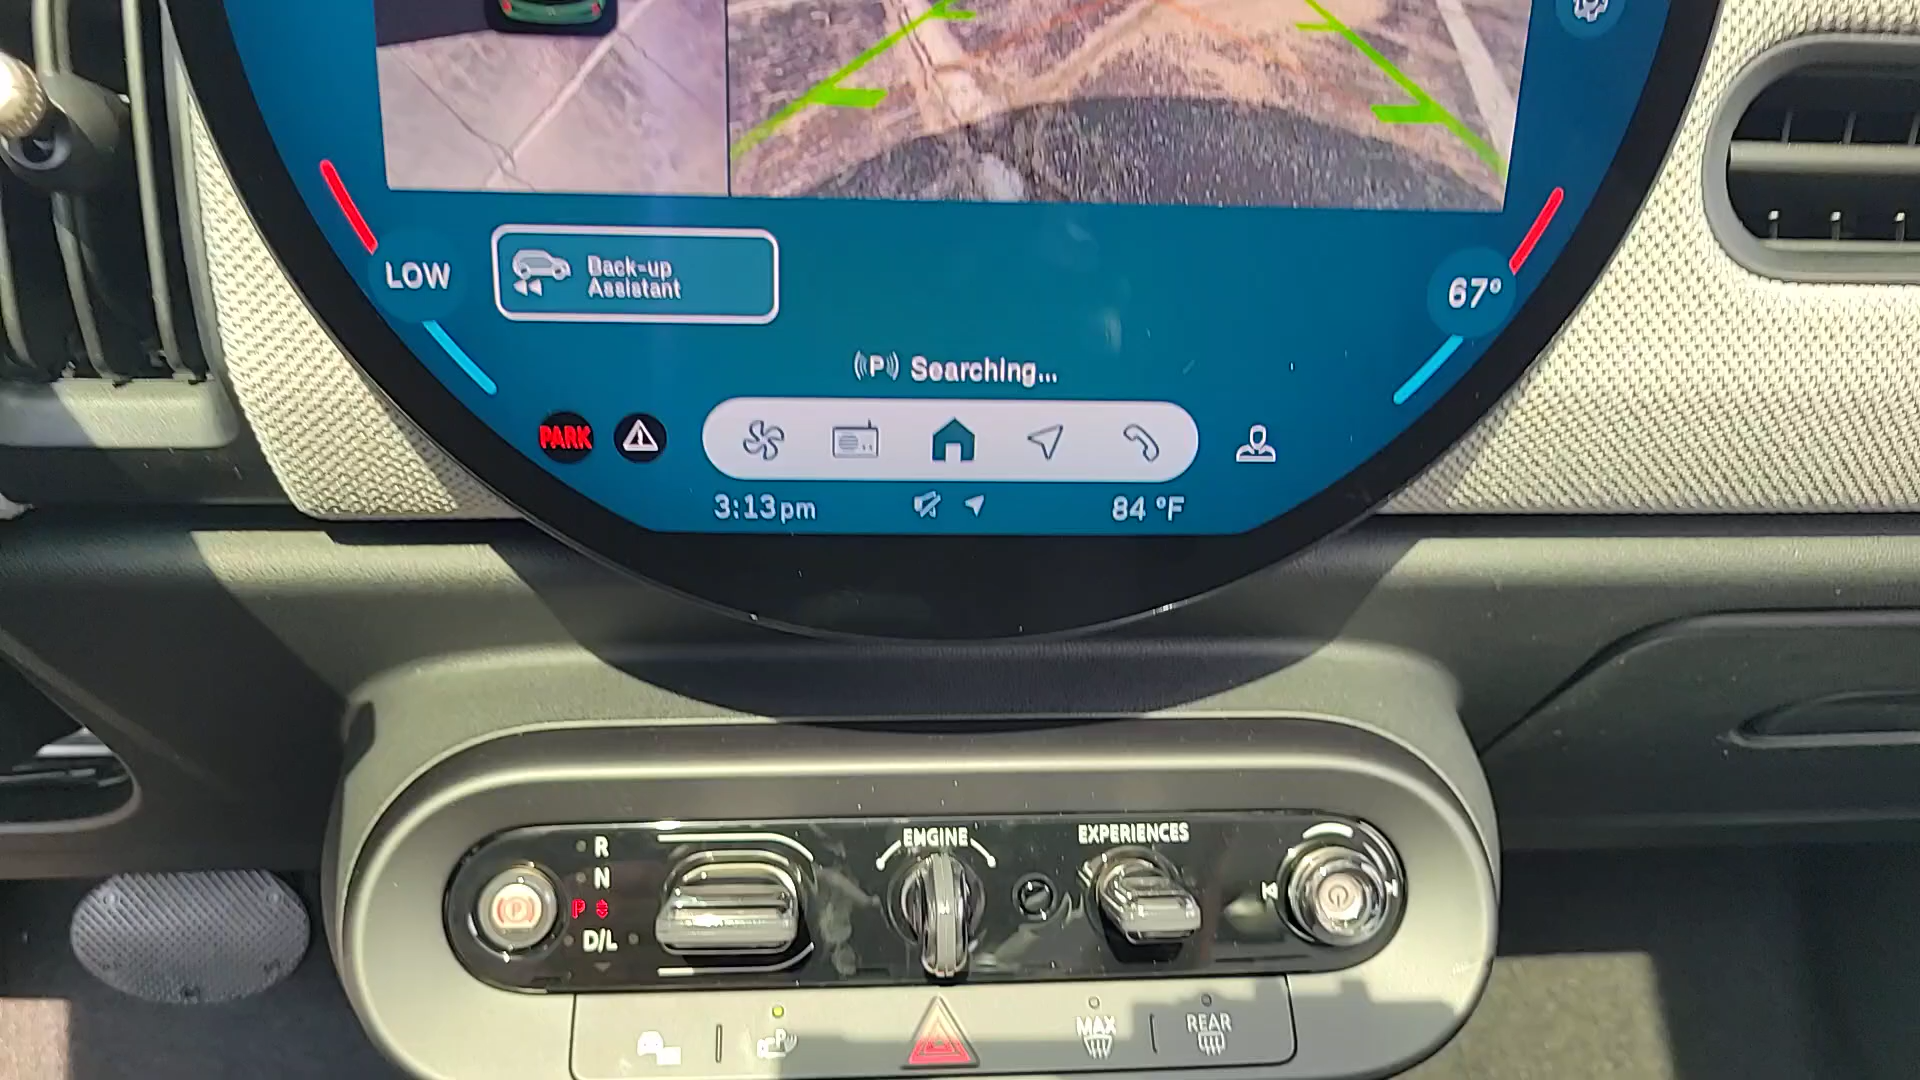 LOW
Back-up
Assistant
67°
(P) Searching...
PARK
3:13pm
84 °F
ENGINE
EXPERIENCES
R
N
P
D/L
P
P
MAX
REAR